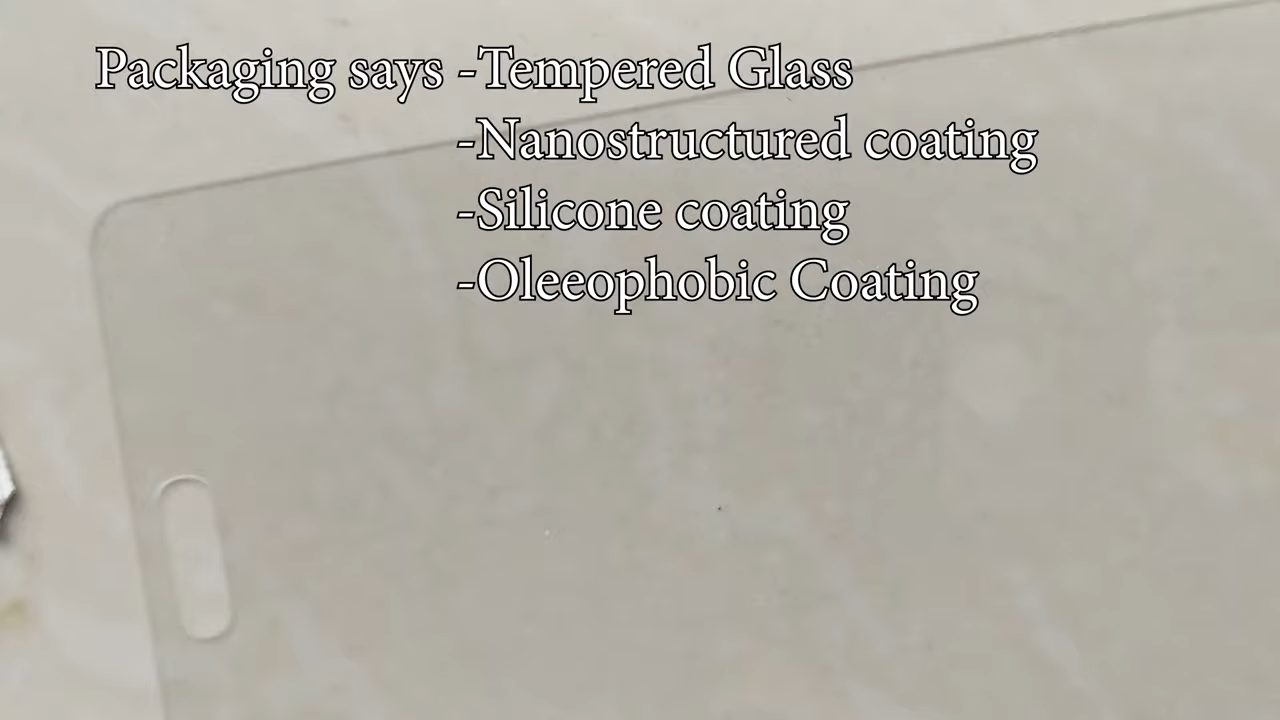 Packaging says -Tempered Glass
-Nanostructured coating
-Silicone coating
-Oleeophobic Coating